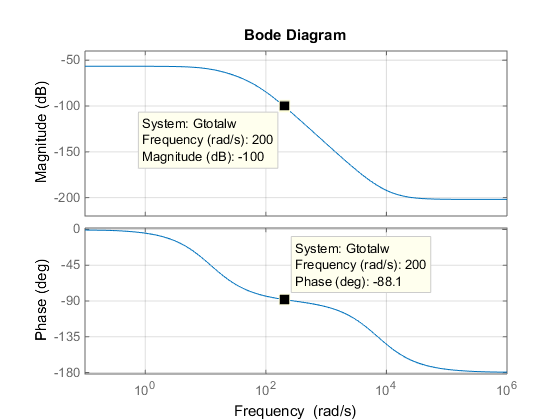 Bode Diagram
Magnitude (dB)
-50
-100
-150
-200
System: Gtotalw
Frequency (rad/s): 200
Magnitude (dB): -100
Phase (deg)
0
-45
-90
-135
-180
System: Gtotalw
Frequency (rad/s): 200
Phase (deg): -88.1
10^0 10^2 10^4 10^6
Frequency (rad/s)